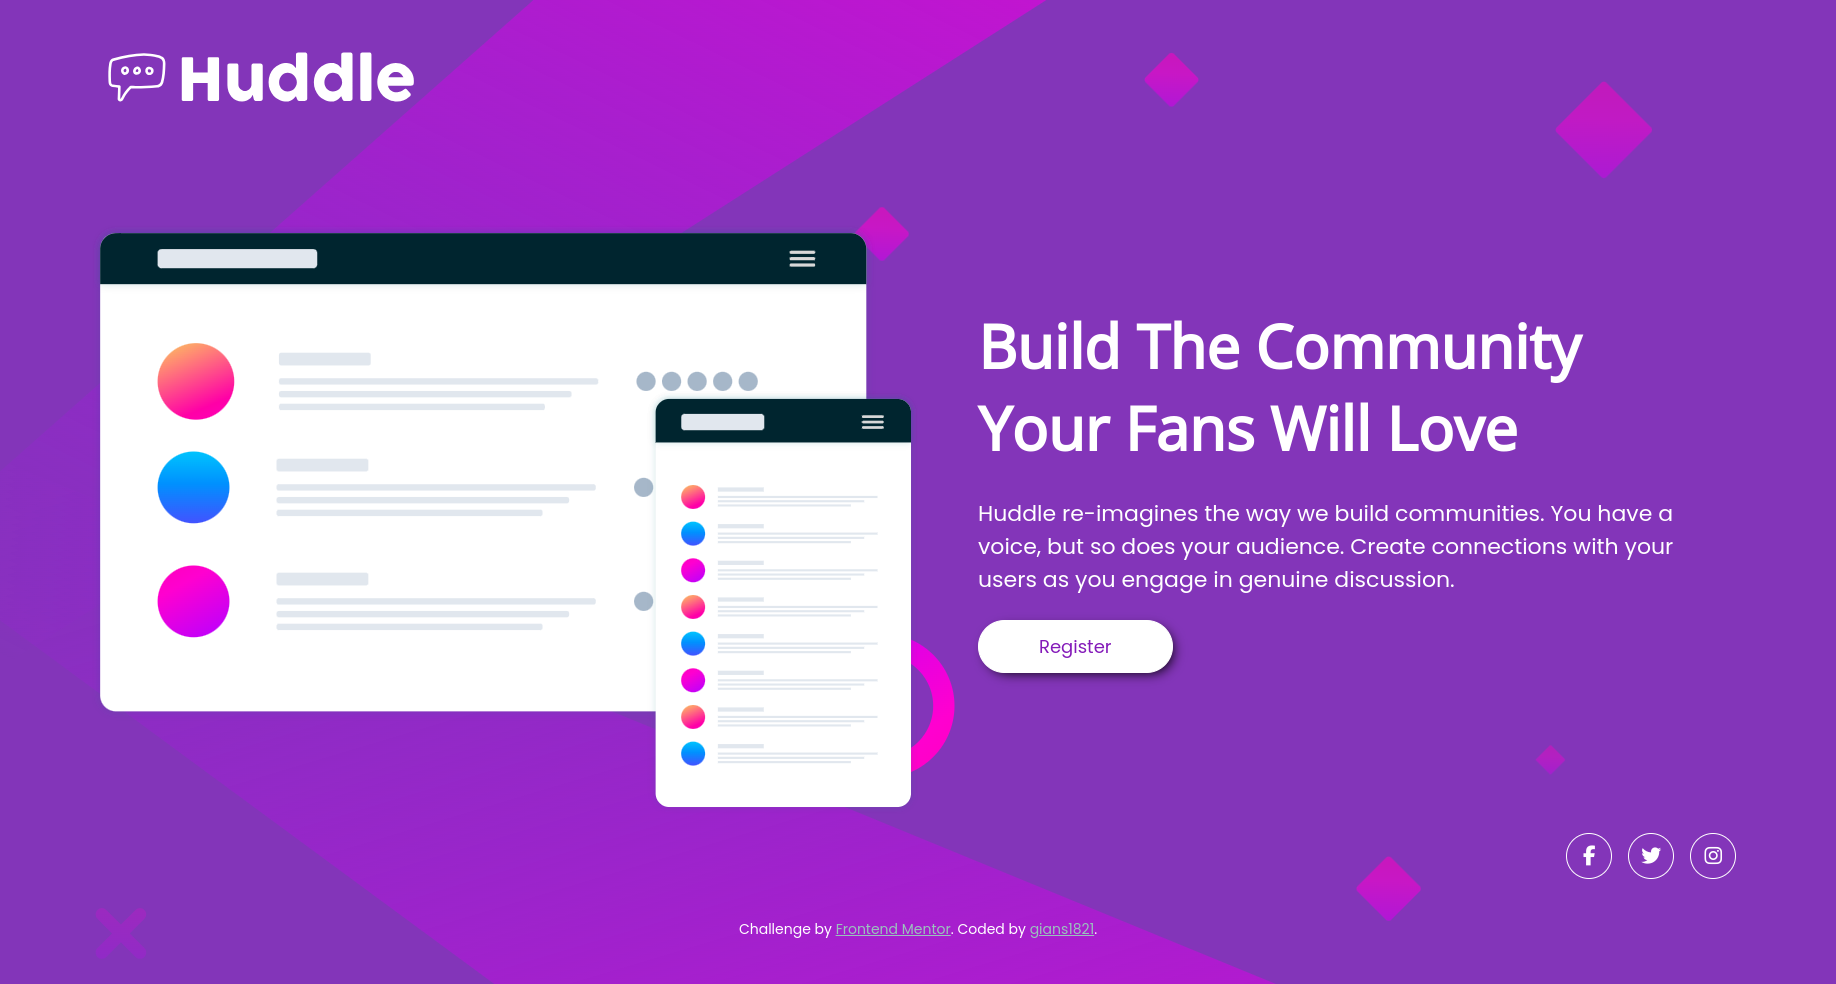 Huddle
Build The Community
Your Fans Will Love
Huddle re-imagines the way we build communities. You have a
voice, but so does your audience. Create connections with your
users as you engage in genuine discussion.
Register
Challenge by Frontend Mentor. Coded by gians1821.